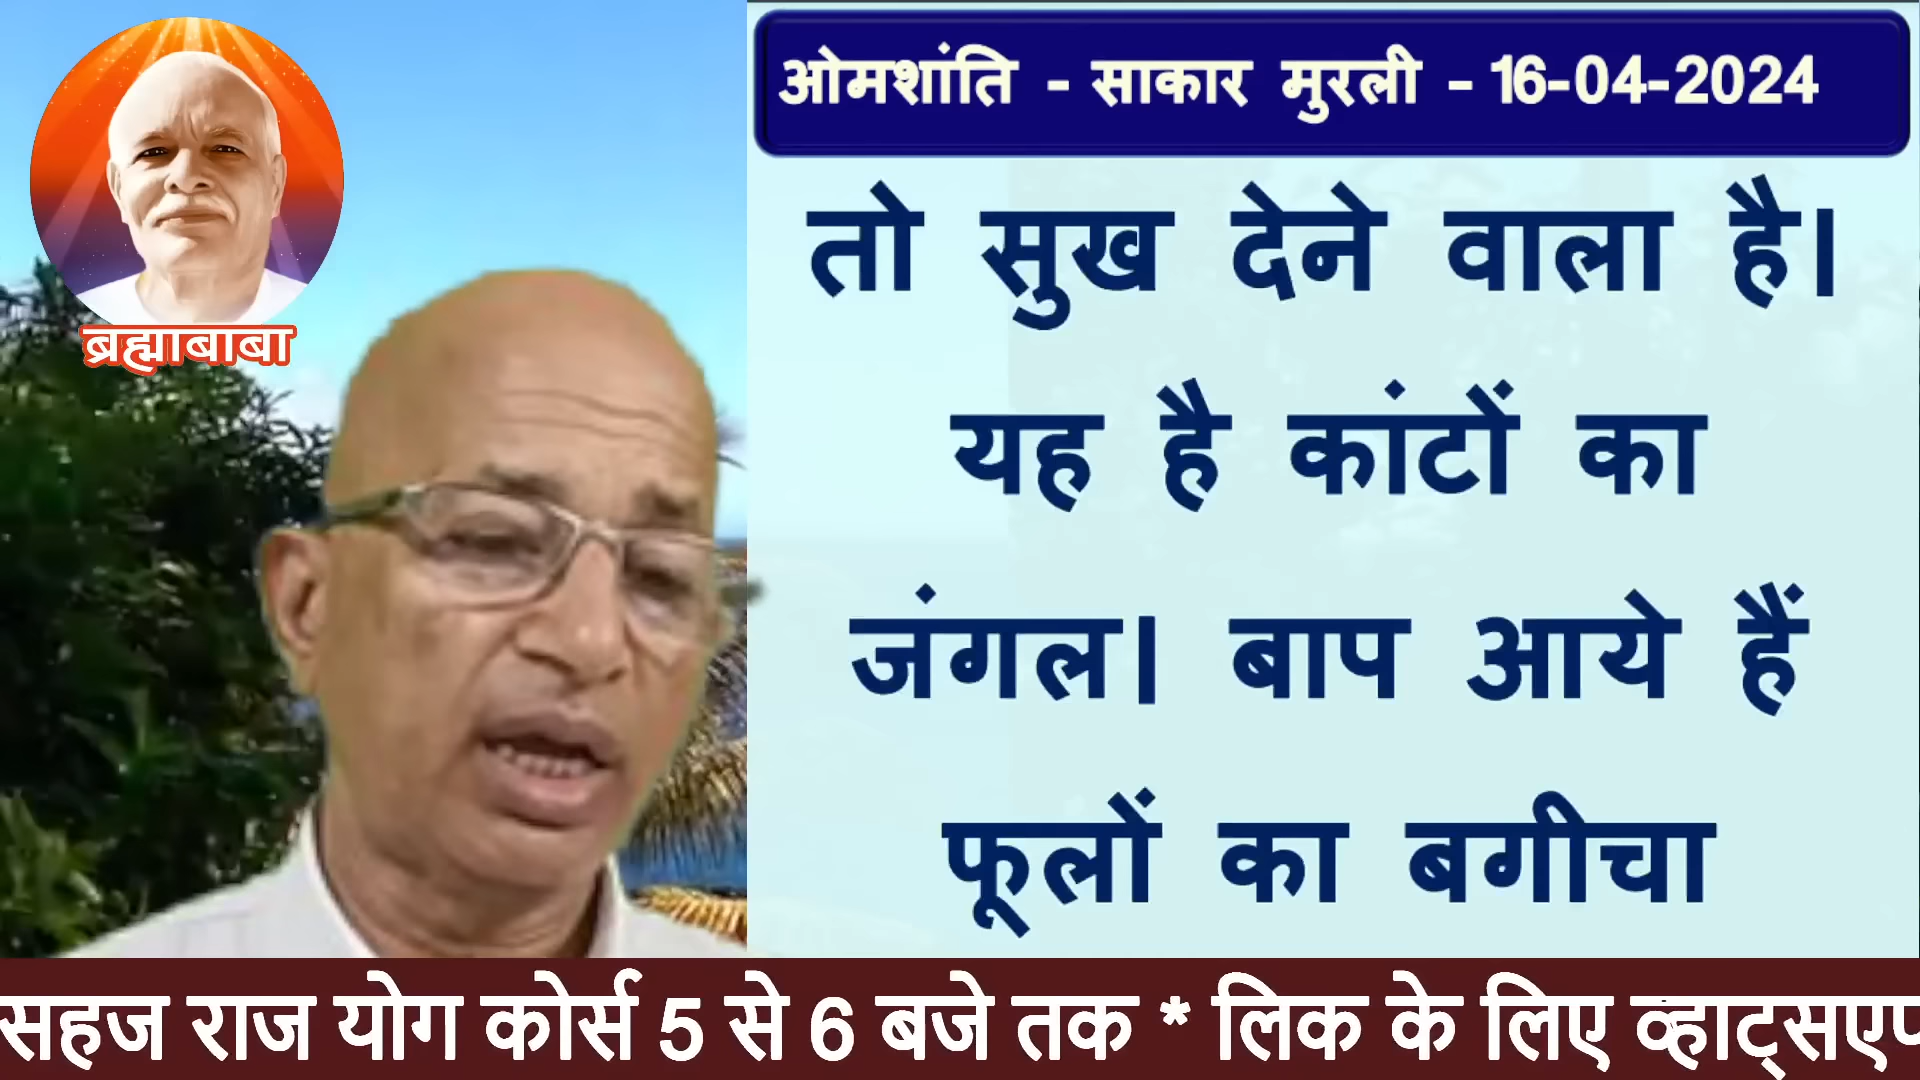 ओमशांति - साकार मुरली - 16-04-2024
ब्रह्माबाबा
तो सुख देने वाला है।
यह है कांटों का
जंगल। बाप आये हैं
फूलों का बगीचा
सहज राज योग कोर्स 5 से 6 बजे तक * लिंक के लिए व्हाट्सएप